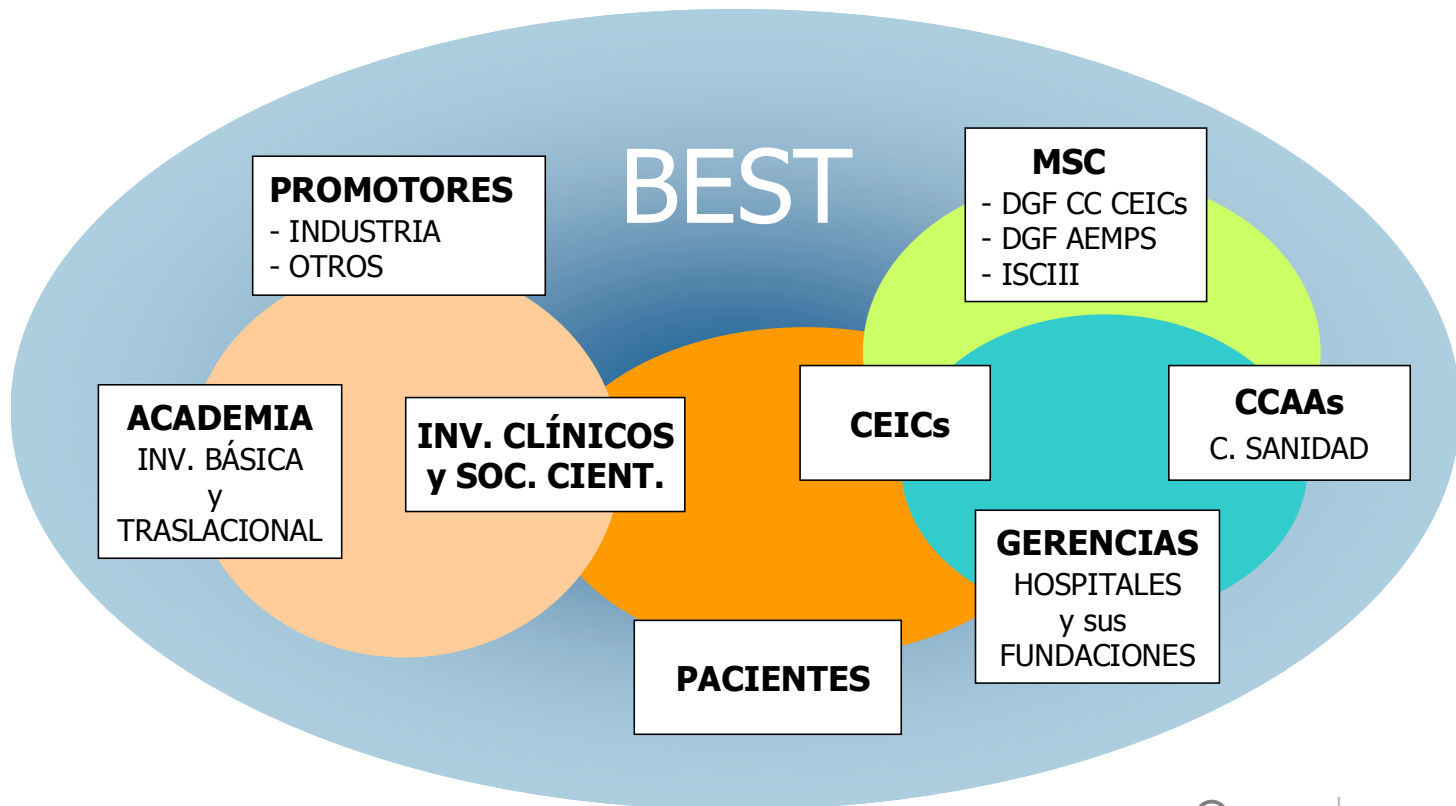 BEST
PROMOTORES
- INDUSTRIA
- OTROS
MSC
- DGF CC CEICs
- DGF AEMPS
- ISCIII
ACADEMIA
INV. BÁSICA
y
TRASLACIONAL
INV. CLÍNICOS
y SOC. CIENT.
CEICs
CCAAs
C. SANIDAD
GERENCIAS
HOSPITALES
y sus
FUNDACIONES
PACIENTES